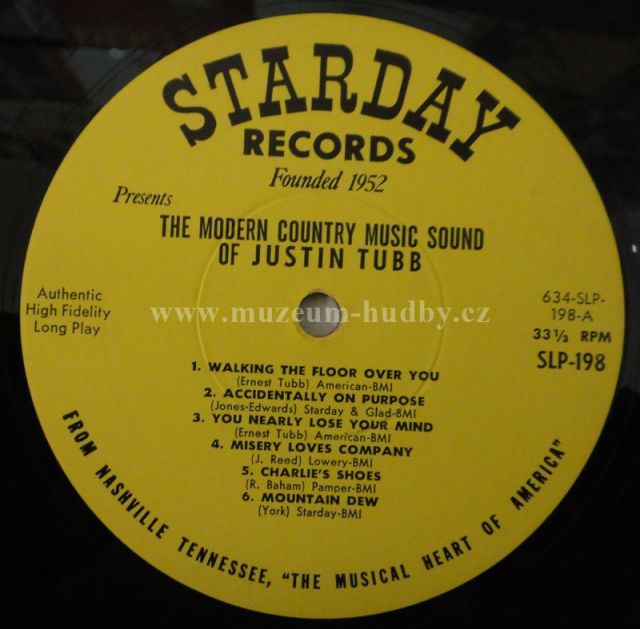 STARDAY
RECORDS
Founded 1952
Presents
THE MODERN COUNTRY MUSIC SOUND
OF JUSTIN TUBB
Authentic
High Fidelity
Long Play
www.muzeum-hudby.cz
634-SLP-
198-A
33 1/3 RPM
SLP-198
1. WALKING THE FLOOR OVER YOU
(Ernest Tubb) American-BMI
2. ACCIDENTALLY ON PURPOSE
(Jones-Edwards) Starday & Glad-BMI
3. YOU NEARLY LOSE YOUR MIND
(Ernest Tubb) American-BMI
4. MISERY LOVES COMPANY
(J. Reed) Lowery-BMI
5. CHARLIE'S SHOES
(R. Baham) Pamper-BMI
6. MOUNTAIN DEW
(York) Starday-BMI
FROM NASHVILLE TENNESSEE, "THE MUSICAL HEART OF AMERICA"